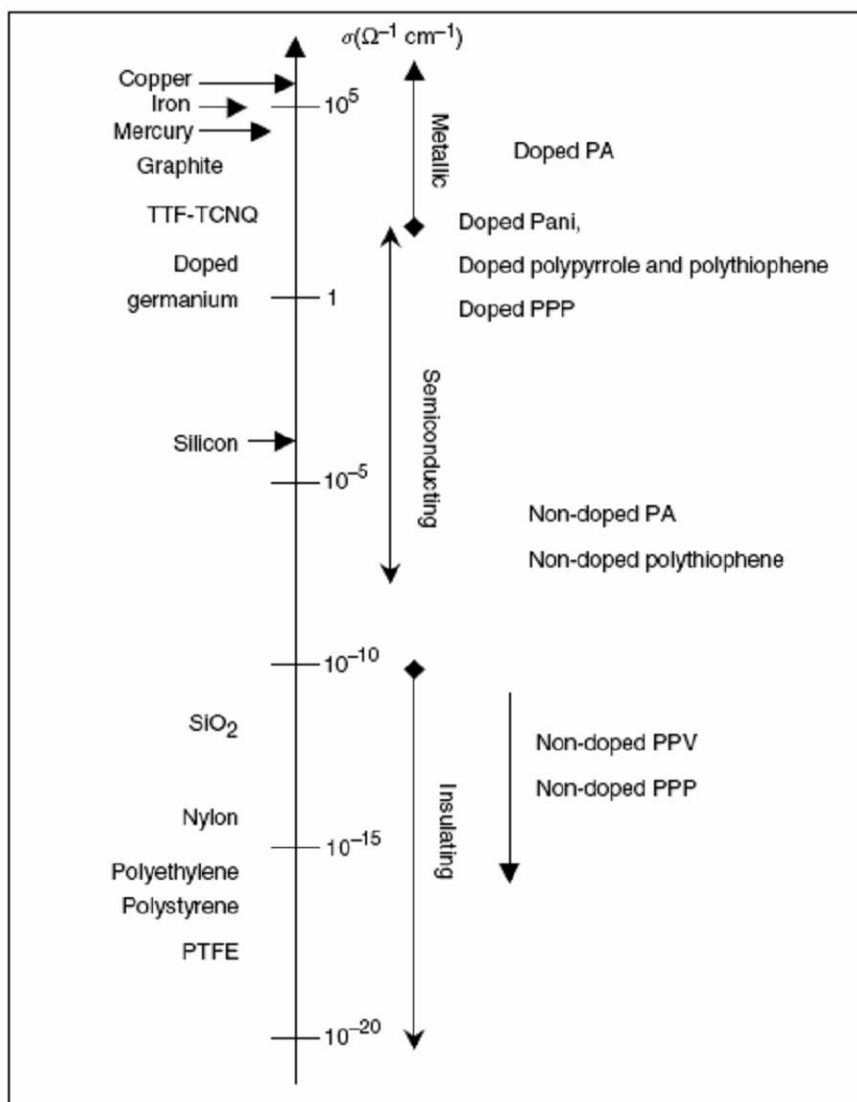 σ(Ω⁻¹ cm⁻¹)
Copper
Iron
10⁵
Mercury
Graphite
Metallic
Doped PA
TTF-TCNQ
Doped Pani,
Doped
Doped polypyrrole and polythiophene
germanium
1
Doped PPP
Semiconducting
Silicon
10⁻⁵
Non-doped PA
Non-doped polythiophene
10⁻¹⁰
SiO₂
Non-doped PPV
Non-doped PPP
Insulating
Nylon
10⁻¹⁵
Polyethylene
Polystyrene
PTFE
10⁻²⁰